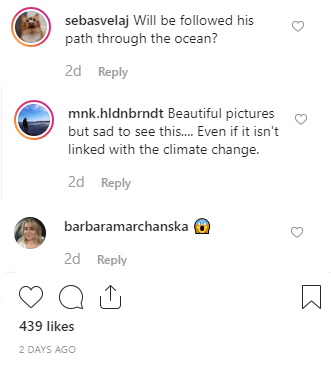 sebasvelaj Will be followed his
path through the ocean?
2d Reply
mnk.hldnbrndt Beautiful pictures
but sad to see this.... Even if it isn't
linked with the climate change.
2d Reply
barbaramarchanska 😱
2d Reply
439 likes
2 DAYS AGO